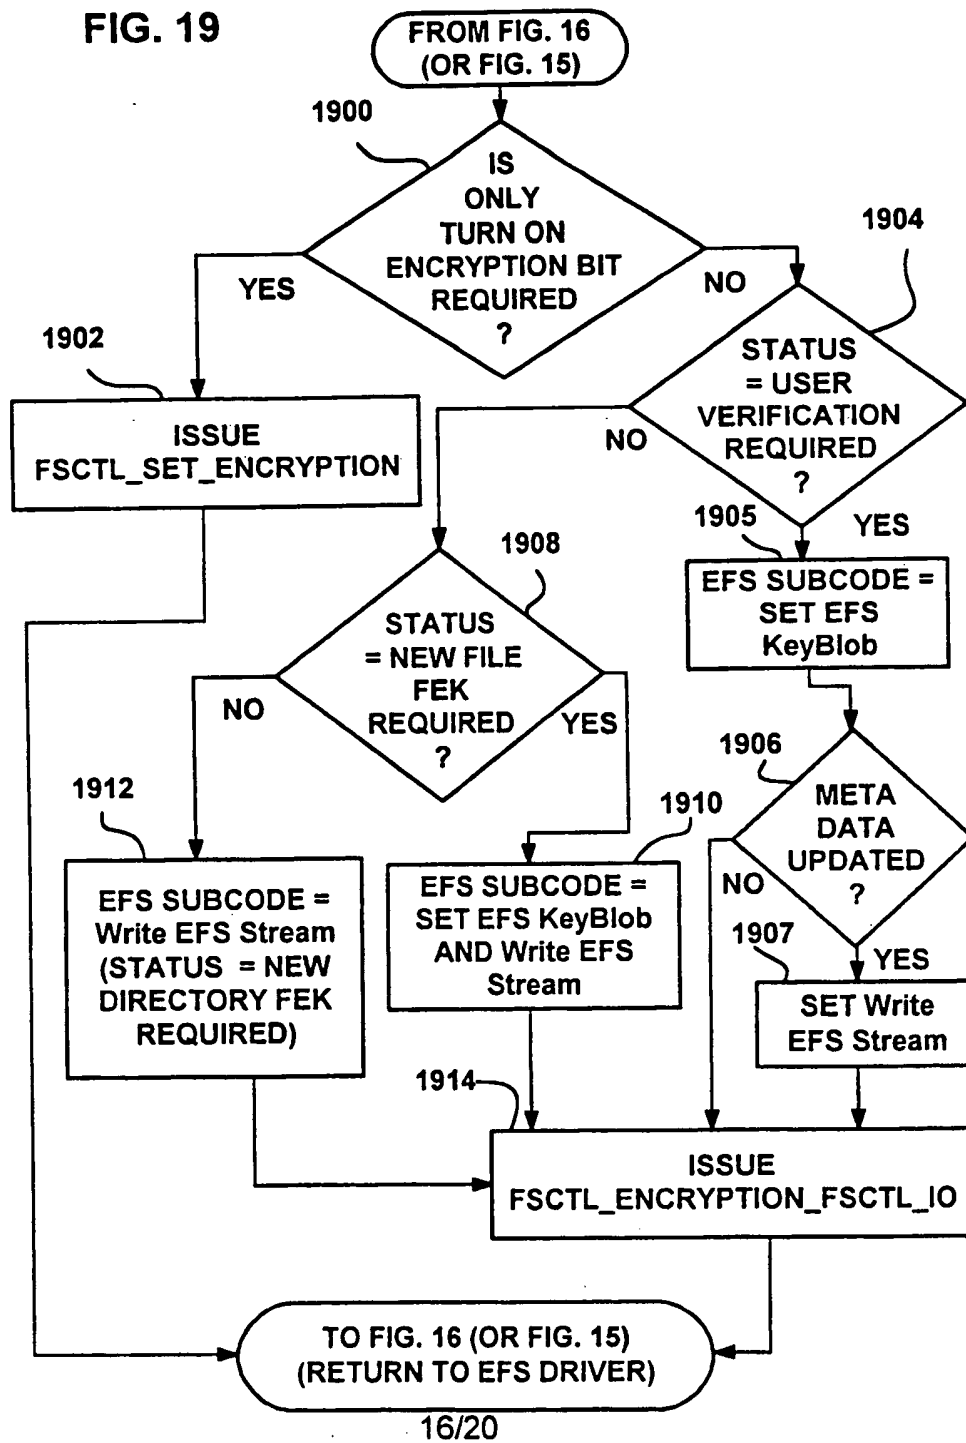 FIG. 19
FROM FIG. 16
(OR FIG. 15)
1900
IS
ONLY
TURN ON
ENCRYPTION BIT
REQUIRED
?
YES
NO
1904
1902
STATUS
= USER
VERIFICATION
REQUIRED
?
NO
YES
ISSUE
FSCTL_SET_ENCRYPTION
1905
EFS SUBCODE =
SET EFS
KeyBlob
1908
STATUS
= NEW FILE
FEK
REQUIRED
?
NO
YES
1906
META
DATA
UPDATED
?
NO
YES
1912
EFS SUBCODE =
Write EFS Stream
(STATUS = NEW
DIRECTORY FEK
REQUIRED)
1910
EFS SUBCODE =
SET EFS KeyBlob
AND Write EFS
Stream
1907
SET Write
EFS Stream
1914
ISSUE
FSCTL_ENCRYPTION_FSCTL_IO
TO FIG. 16 (OR FIG. 15)
(RETURN TO EFS DRIVER)
16/20